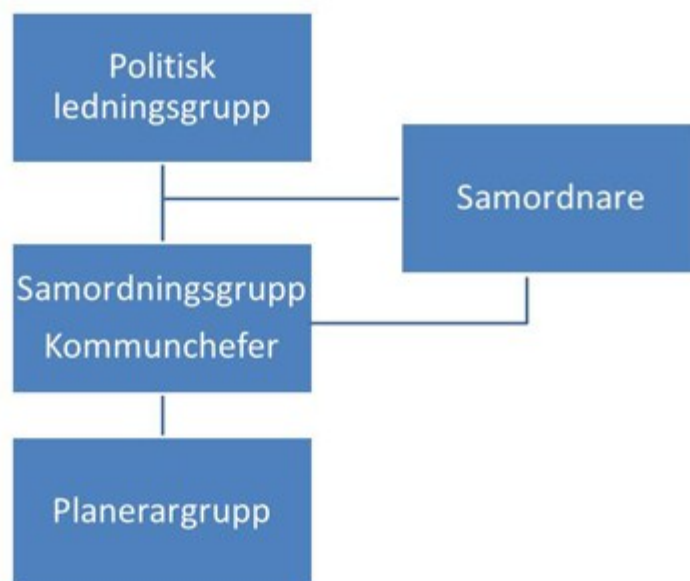 Politisk
ledningsgrupp
Samordnare
Samordningsgrupp
Kommunchefer
Planerargrupp